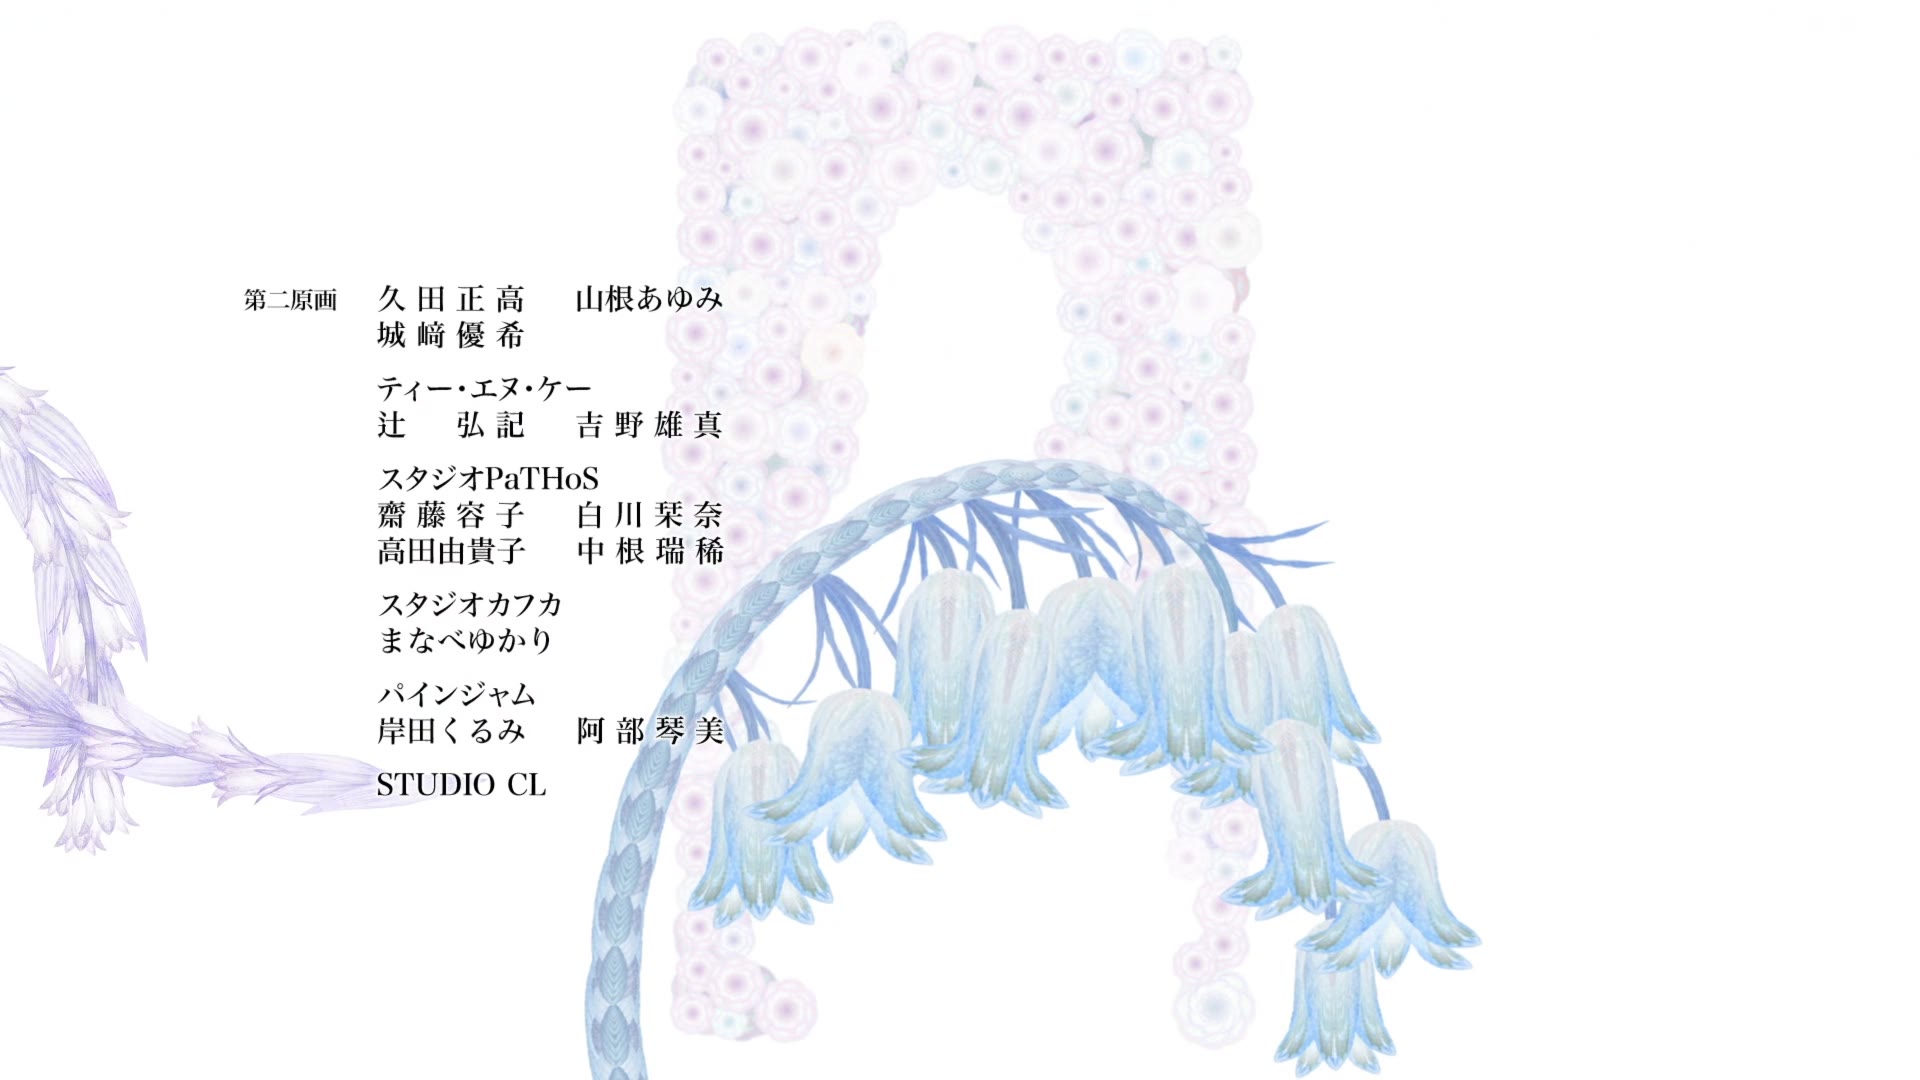 第二原画 久田正高 山根あゆみ
城﨑優希
ティー・エヌ・ケー
辻 弘記 吉野雄真
スタジオPaTHoS
齋藤容子 白川栞奈
高田由貴子 中根瑞稀
スタジオカフカ
まなべゆかり
パインジャム
岸田くるみ 阿部琴美
STUDIO CL